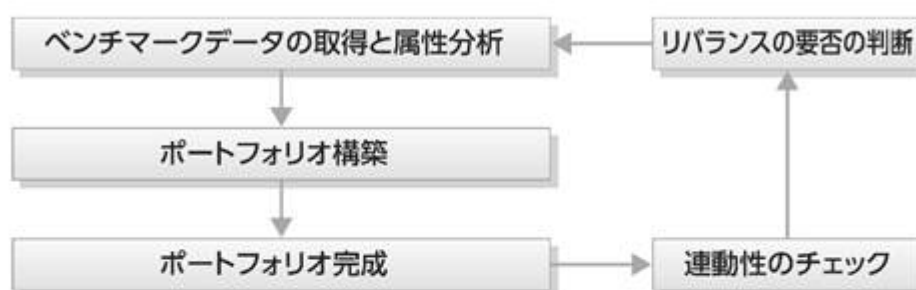 ベンチマークデータの取得と属性分析
リバランスの要否の判断
ポートフォリオ構築
ポートフォリオ完成
連動性のチェック